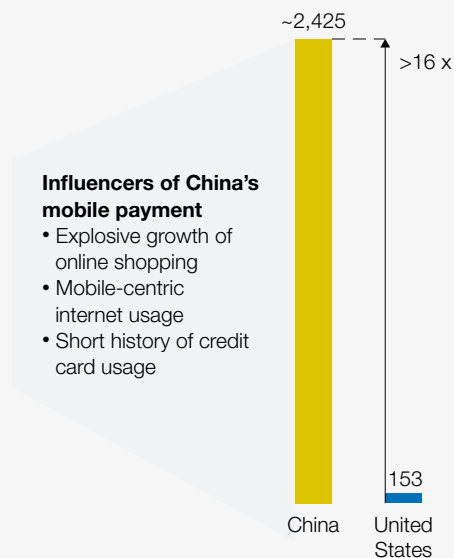 ~2,425
>16 x
Influencers of China’s
mobile payment
• Explosive growth of
online shopping
• Mobile-centric
internet usage
• Short history of credit
card usage
153
China
United
States